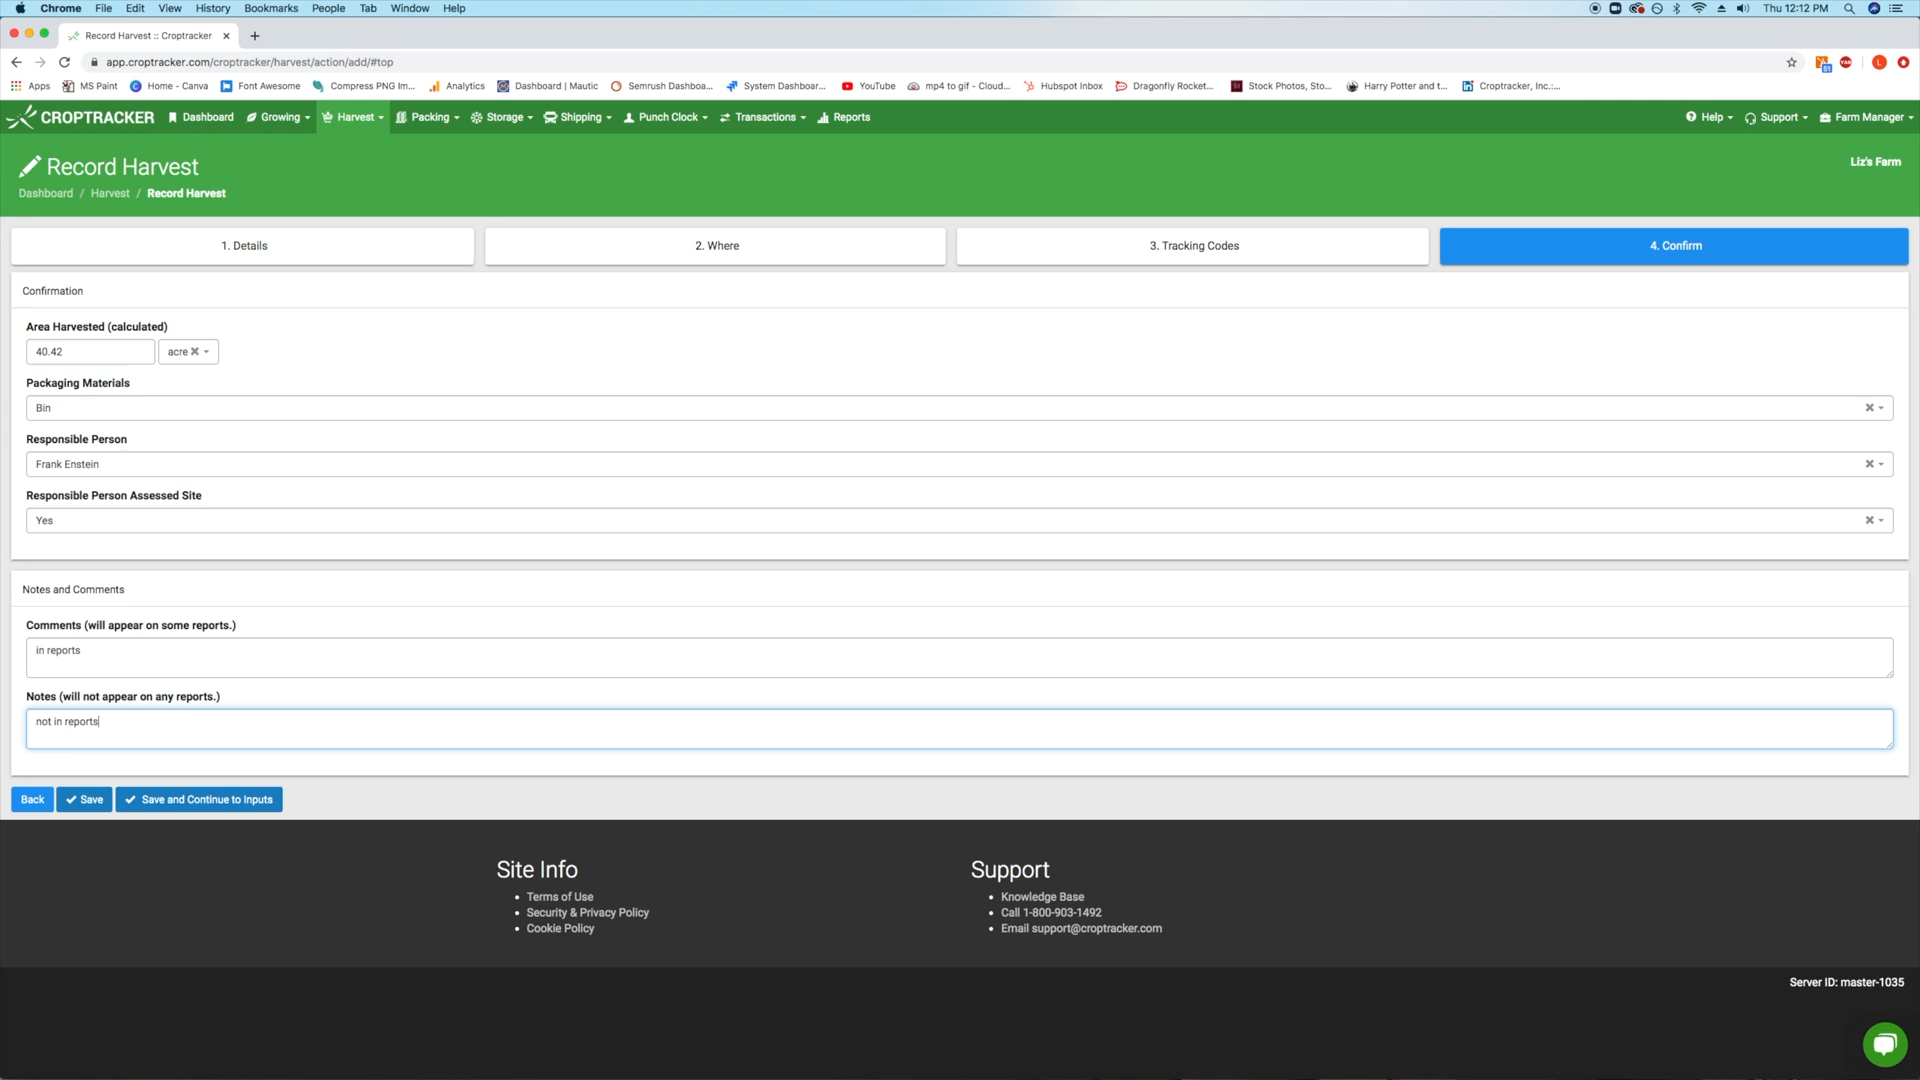 Chrome File Edit View History Bookmarks People Tab Window Help
Thu 12:12 PM
Record Harvest :: Croptracker
app.croptracker.com/croptracker/harvest/action/add/#top
51
L
Apps MS Paint Home - Canva Font Awesome Compress PNG Im... Analytics Dashboard | Mautic Semrush Dashboa... System Dashboar... YouTube mp4 to gif - Cloud... Hubspot Inbox Dragonfly Rocket... Stock Photos, Sto... Harry Potter and t... Croptracker, Inc.:...
CROPTRACKER Dashboard Growing Harvest Packing Storage Shipping Punch Clock Transactions Reports Help Support Farm Manager
Record Harvest
Liz's Farm
Dashboard / Harvest / Record Harvest
1. Details 2. Where 3. Tracking Codes 4. Confirm
Confirmation
Area Harvested (calculated)
40.42 acre
Packaging Materials
Bin
Responsible Person
Frank Enstein
Responsible Person Assessed Site
Yes
Notes and Comments
Comments (will appear on some reports.)
in reports
Notes (will not appear on any reports.)
not in reports
Back Save Save and Continue to Inputs
Site Info
Terms of Use
Security & Privacy Policy
Cookie Policy
Support
Knowledge Base
Call 1-800-903-1492
Email support@croptracker.com
Server ID: master-1035